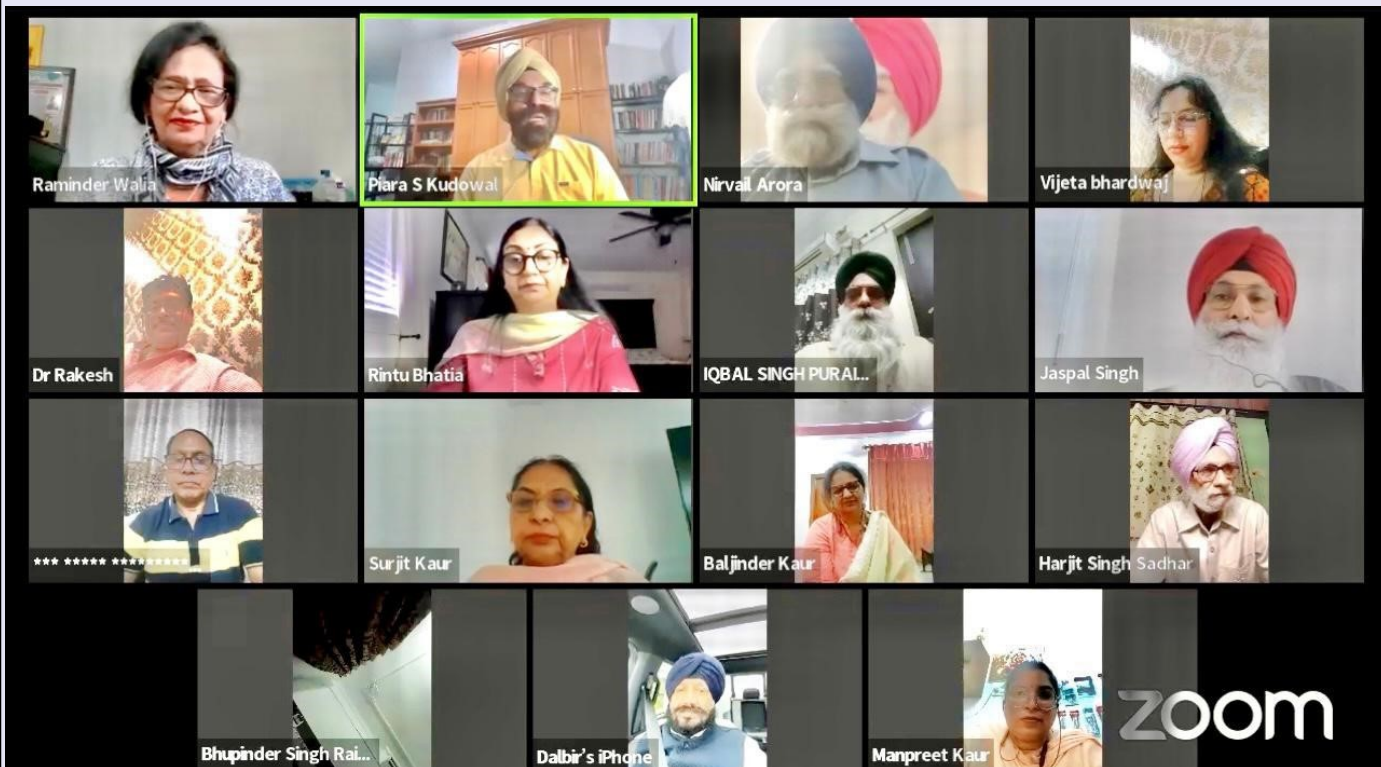 Raminder Walia
Piara S Kudowal
Nirvail Arora
Vijeta bhardwaj
Dr Rakesh
Rintu Bhatia
IQBAL SINGH PURAI...
Jaspal Singh
*** ***** *********
Surjit Kaur
Baljinder Kaur
Harjit Singh Sadhar
Bhupinder Singh Rai...
Dalbir's iPhone
Manpreet Kaur
zoom